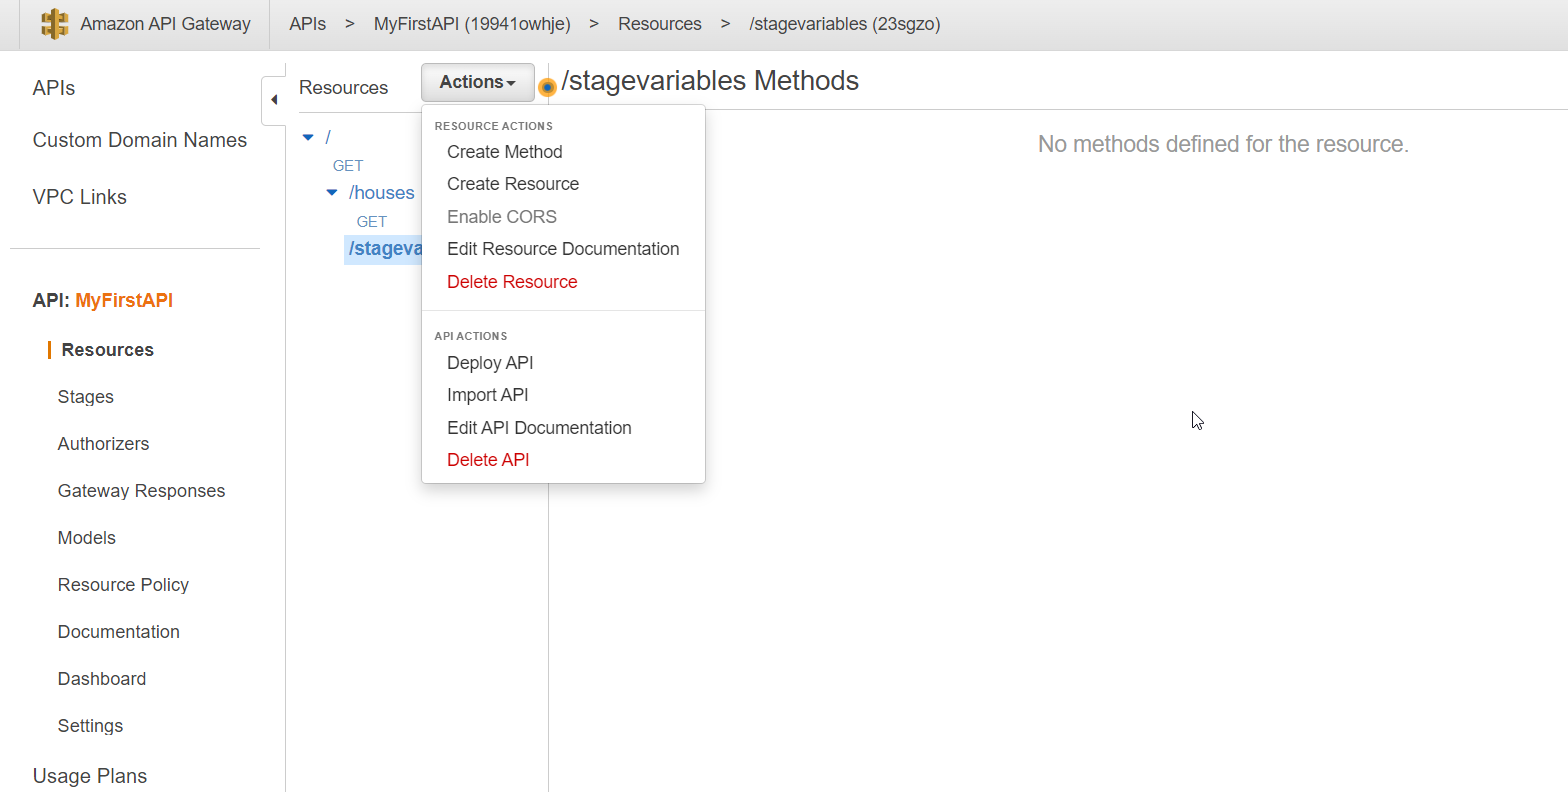 Amazon API Gateway APIs > MyFirstAPI (19941owhje) > Resources > /stagevariables (23sgzo)
APIs
Custom Domain Names
VPC Links
API: MyFirstAPI
Resources
Stages
Authorizers
Gateway Responses
Models
Resource Policy
Documentation
Dashboard
Settings
Usage Plans
Resources
Actions
/
GET
/houses
GET
/stageva
RESOURCE ACTIONS
Create Method
Create Resource
Enable CORS
Edit Resource Documentation
Delete Resource
API ACTIONS
Deploy API
Import API
Edit API Documentation
Delete API
/stagevariables Methods
No methods defined for the resource.